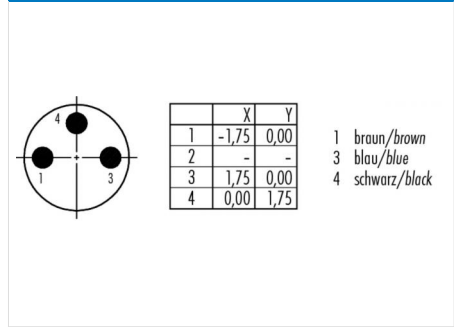 4
1
3
X Y
1 -1,75 0,00
2 - -
3 1,75 0,00
4 0,00 1,75
1 braun/brown
3 blau/blue
4 schwarz/black